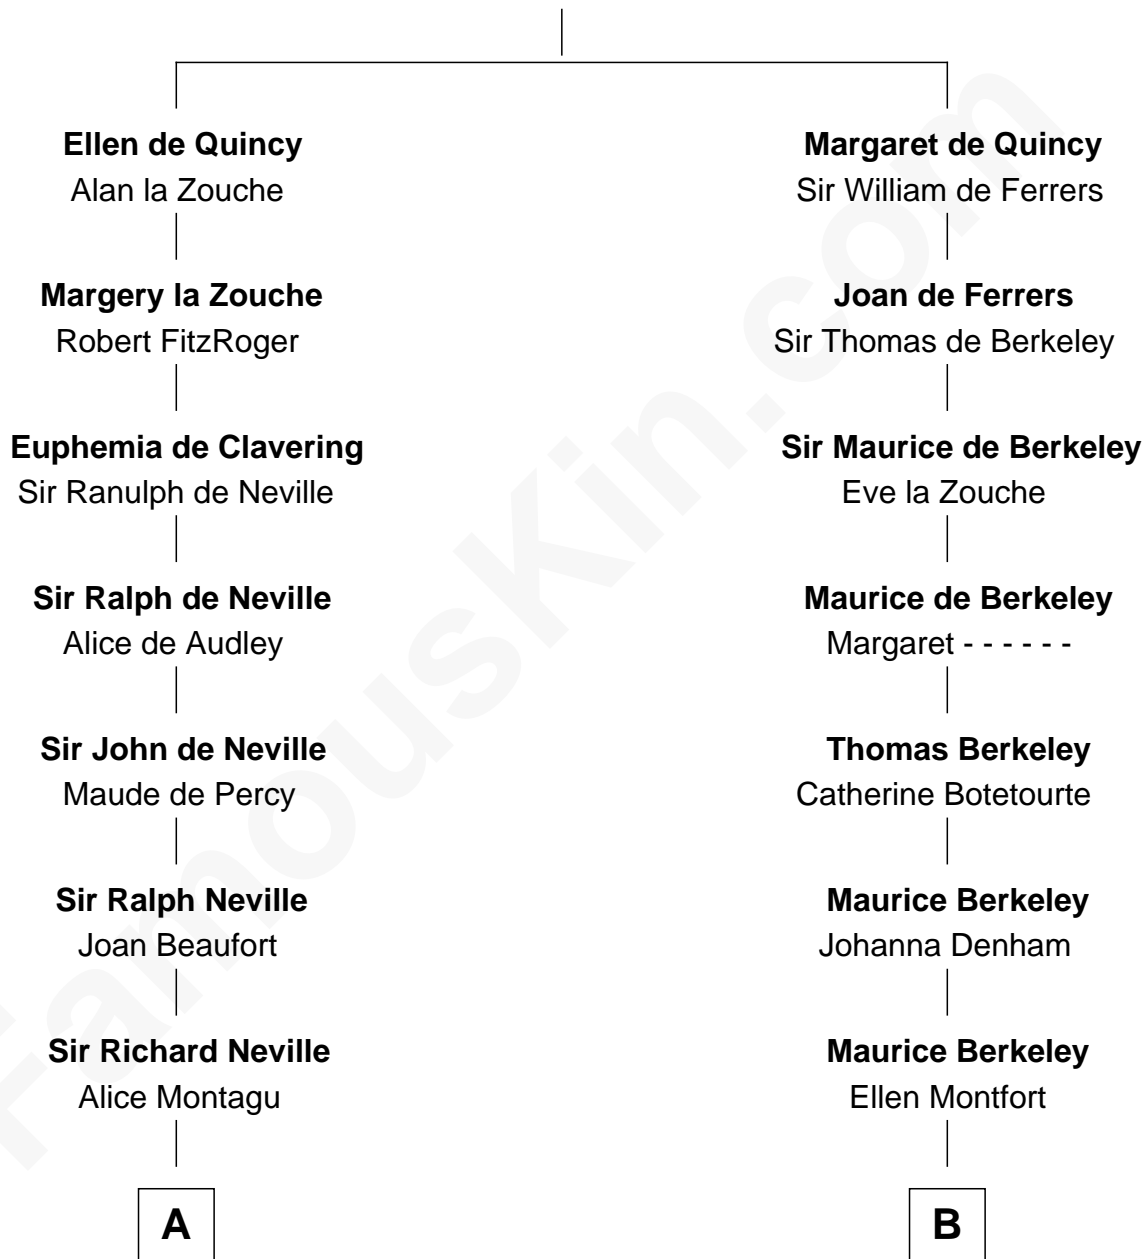 Ellen de Quincy
Alan la Zouche
Margery la Zouche
Robert FitzRoger
Euphemia de Clavering
Sir Ranulph de Neville
Sir Ralph de Neville
Alice de Audley
Sir John de Neville
Maude de Percy
Sir Ralph Neville
Joan Beaufort
Sir Richard Neville
Alice Montagu
A
Margaret de Quincy
Sir William de Ferrers
Joan de Ferrers
Sir Thomas de Berkeley
Sir Maurice de Berkeley
Eve la Zouche
Maurice de Berkeley
Margaret - - - - - -
Thomas Berkeley
Catherine Botetourte
Maurice Berkeley
Johanna Denham
Maurice Berkeley
Ellen Montfort
B
FamousKin.com